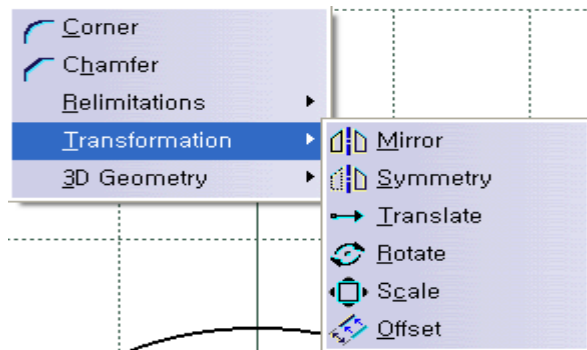 Corner
Chamfer
Relimitations
Transformation
3D Geometry
Mirror
Symmetry
Translate
Rotate
Scale
Offset